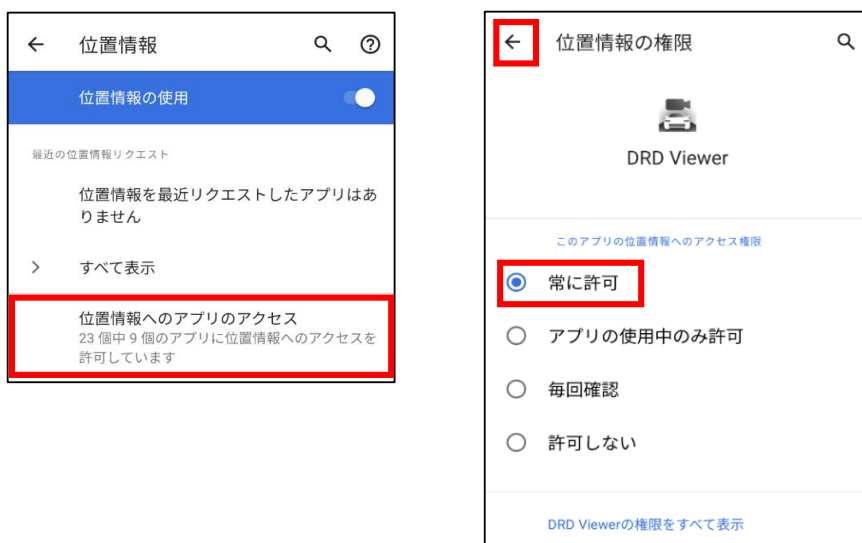 位置情報
位置情報の使用
最近の位置情報リクエスト
位置情報を最近リクエストしたアプリはあ
りません
すべて表示
位置情報へのアプリのアクセス
23 個中 9 個のアプリに位置情報へのアクセスを
許可しています
位置情報の権限
DRD Viewer
このアプリの位置情報へのアクセス権限
常に許可
アプリの使用中のみ許可
毎回確認
許可しない
DRD Viewerの権限をすべて表示